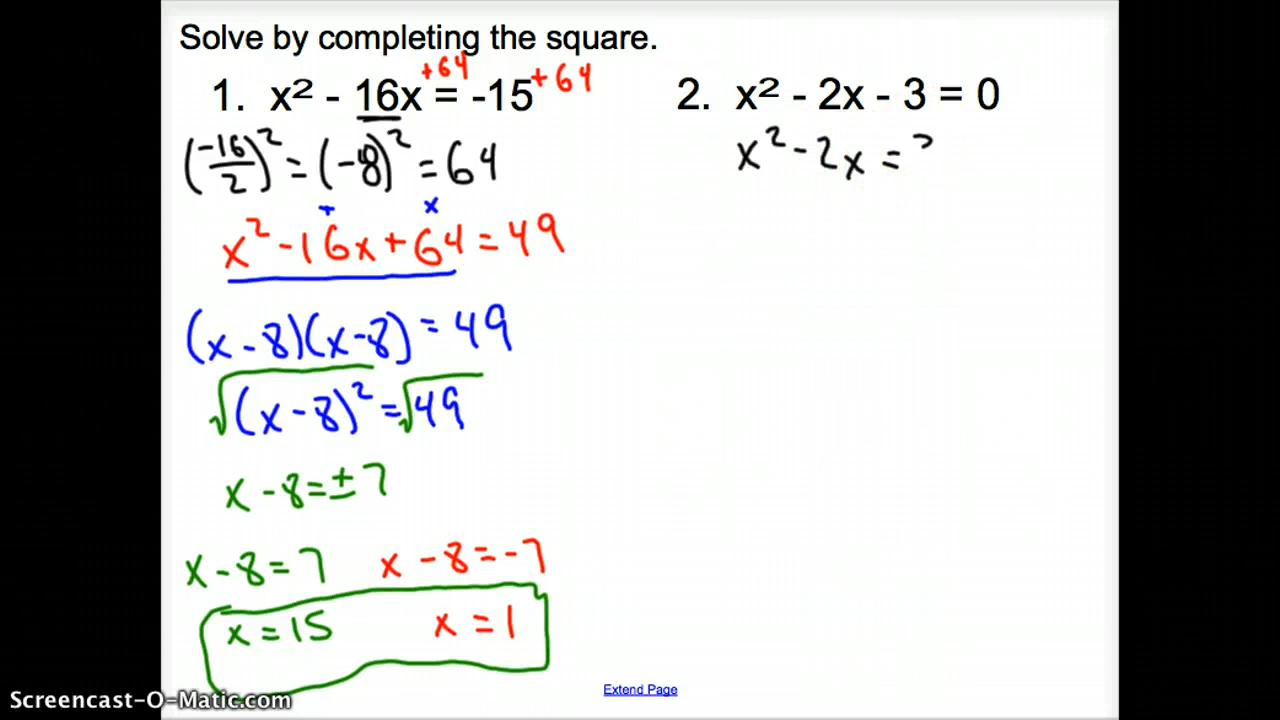 Solve by completing the square.
+64 +64
1. x² - 16x = -15
(-16/2)² = (-8)² = 64
+ x
x² - 16x + 64 = 49
(x - 8)(x - 8) = 49
√(x - 8)² = √49
x - 8 = ± 7
x - 8 = 7 x - 8 = -7
x = 15 x = 1
2. x² - 2x - 3 = 0
x² - 2x =
Extend Page
Screencast-O-Matic.com